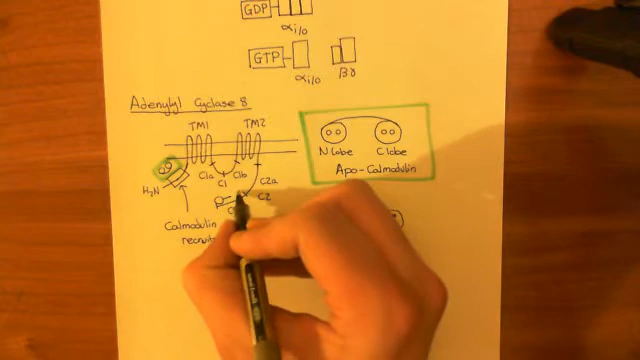 GDP
αi/o
GTP
αi/o βγ
Adenylyl Cyclase 8
TM1 TM2
N lobe C lobe
Apo-Calmodulin
C1a C1 C1b
C2a
C2
H₂N
Calmodulin